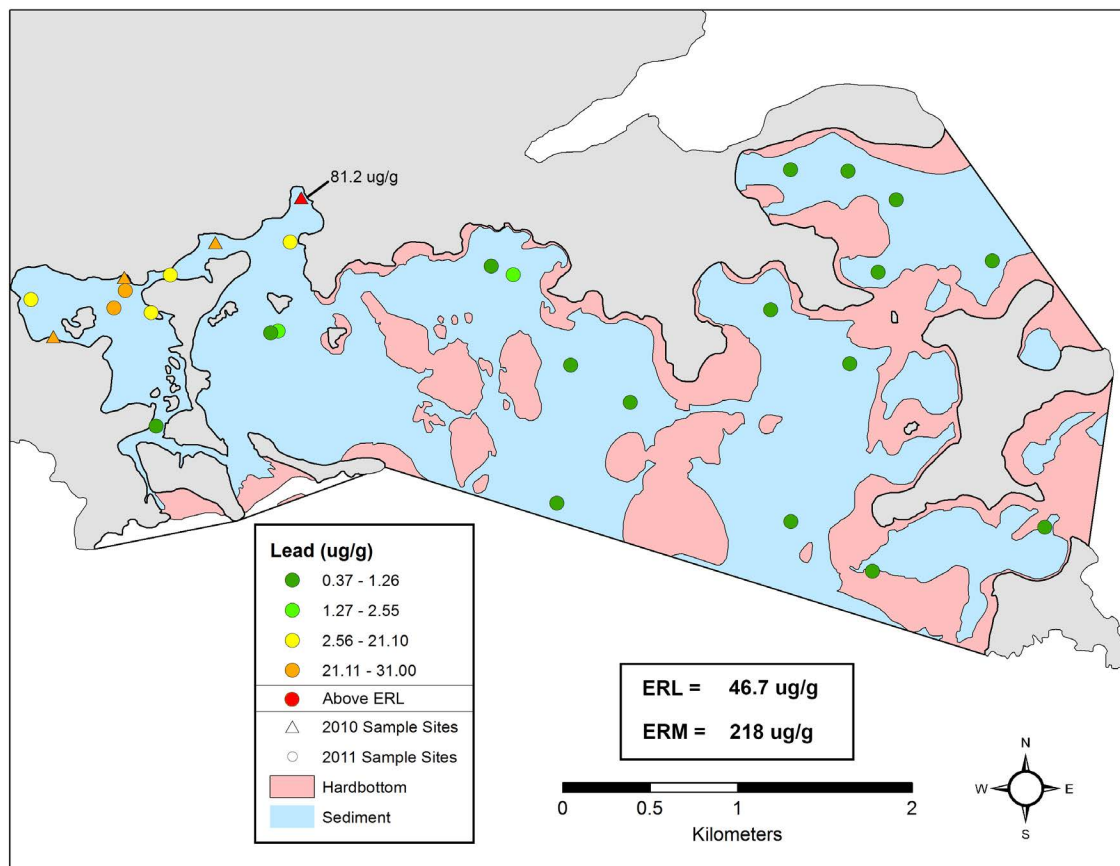 81.2 ug/g
Lead (ug/g)
0.37 - 1.26
1.27 - 2.55
2.56 - 21.10
21.11 - 31.00
Above ERL
2010 Sample Sites
2011 Sample Sites
Hardbottom
Sediment
ERL = 46.7 ug/g
ERM = 218 ug/g
0 0.5 1 2
Kilometers
N
W E
S